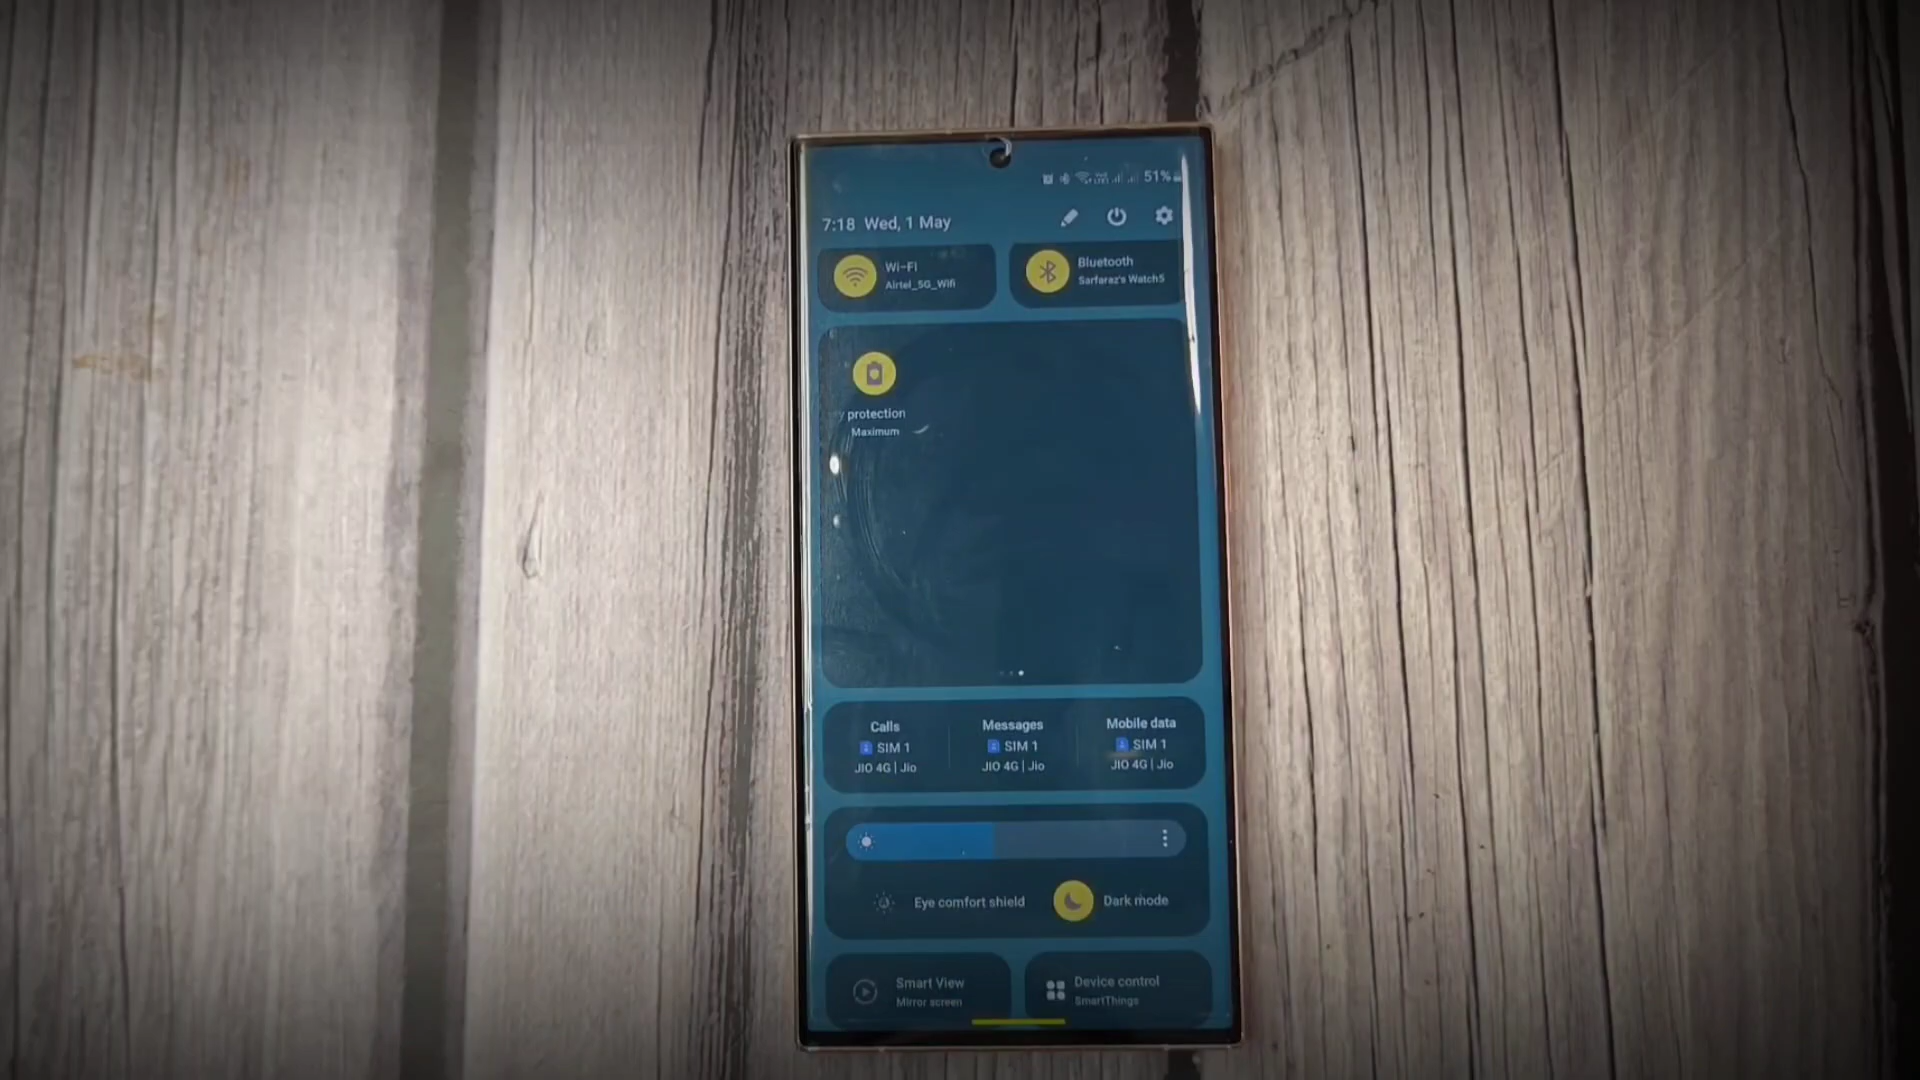 51%
7:18 Wed, 1 May
Wi-Fi
Airtel_5G_Wifi
Bluetooth
Sarfaraz's Watch5
y protection
Maximum
Calls
SIM 1
JIO 4G | Jio
Messages
SIM 1
JIO 4G | Jio
Mobile data
SIM 1
JIO 4G | Jio
Eye comfort shield
Dark mode
Smart View
Mirror screen
Device control
SmartThings